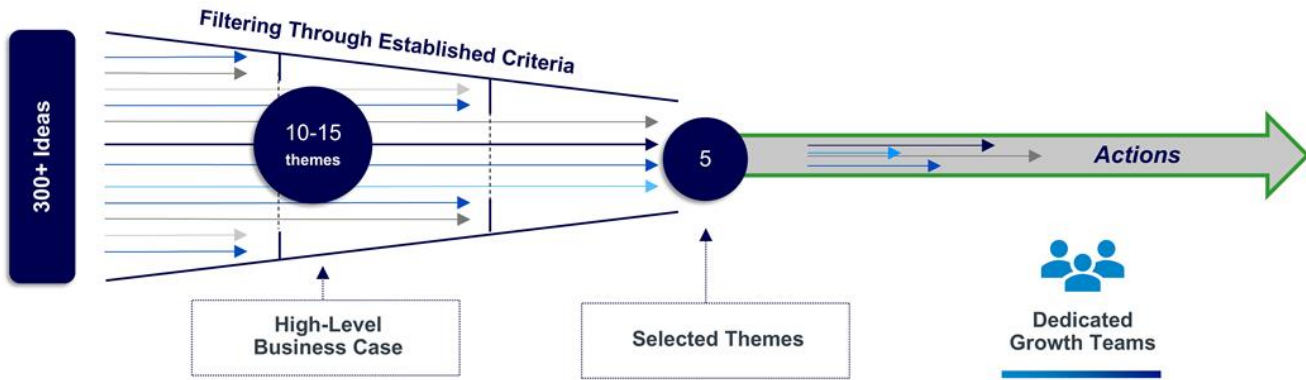 Filtering Through Established Criteria
300+ Ideas
10-15
themes
5
Actions
High-Level
Business Case
Selected Themes
Dedicated
Growth Teams